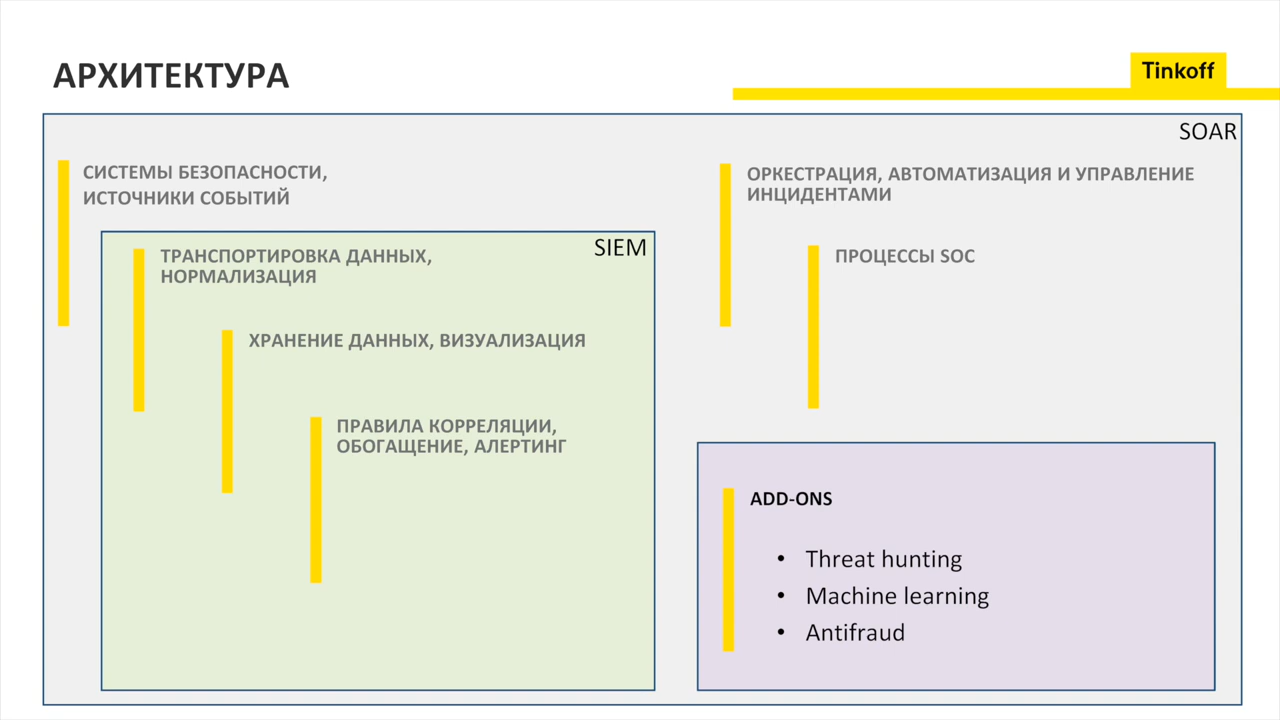 АРХИТЕКТУРА
Tinkoff
SOAR
СИСТЕМЫ БЕЗОПАСНОСТИ,
ИСТОЧНИКИ СОБЫТИЙ
SIEM
ТРАНСПОРТИРОВКА ДАННЫХ,
НОРМАЛИЗАЦИЯ
ХРАНЕНИЕ ДАННЫХ, ВИЗУАЛИЗАЦИЯ
ПРАВИЛА КОРРЕЛЯЦИИ,
ОБОГАЩЕНИЕ, АЛЕРТИНГ
ОРКЕСТРАЦИЯ, АВТОМАТИЗАЦИЯ И УПРАВЛЕНИЕ
ИНЦИДЕНТАМИ
ПРОЦЕССЫ SOC
ADD-ONS
• Threat hunting
• Machine learning
• Antifraud